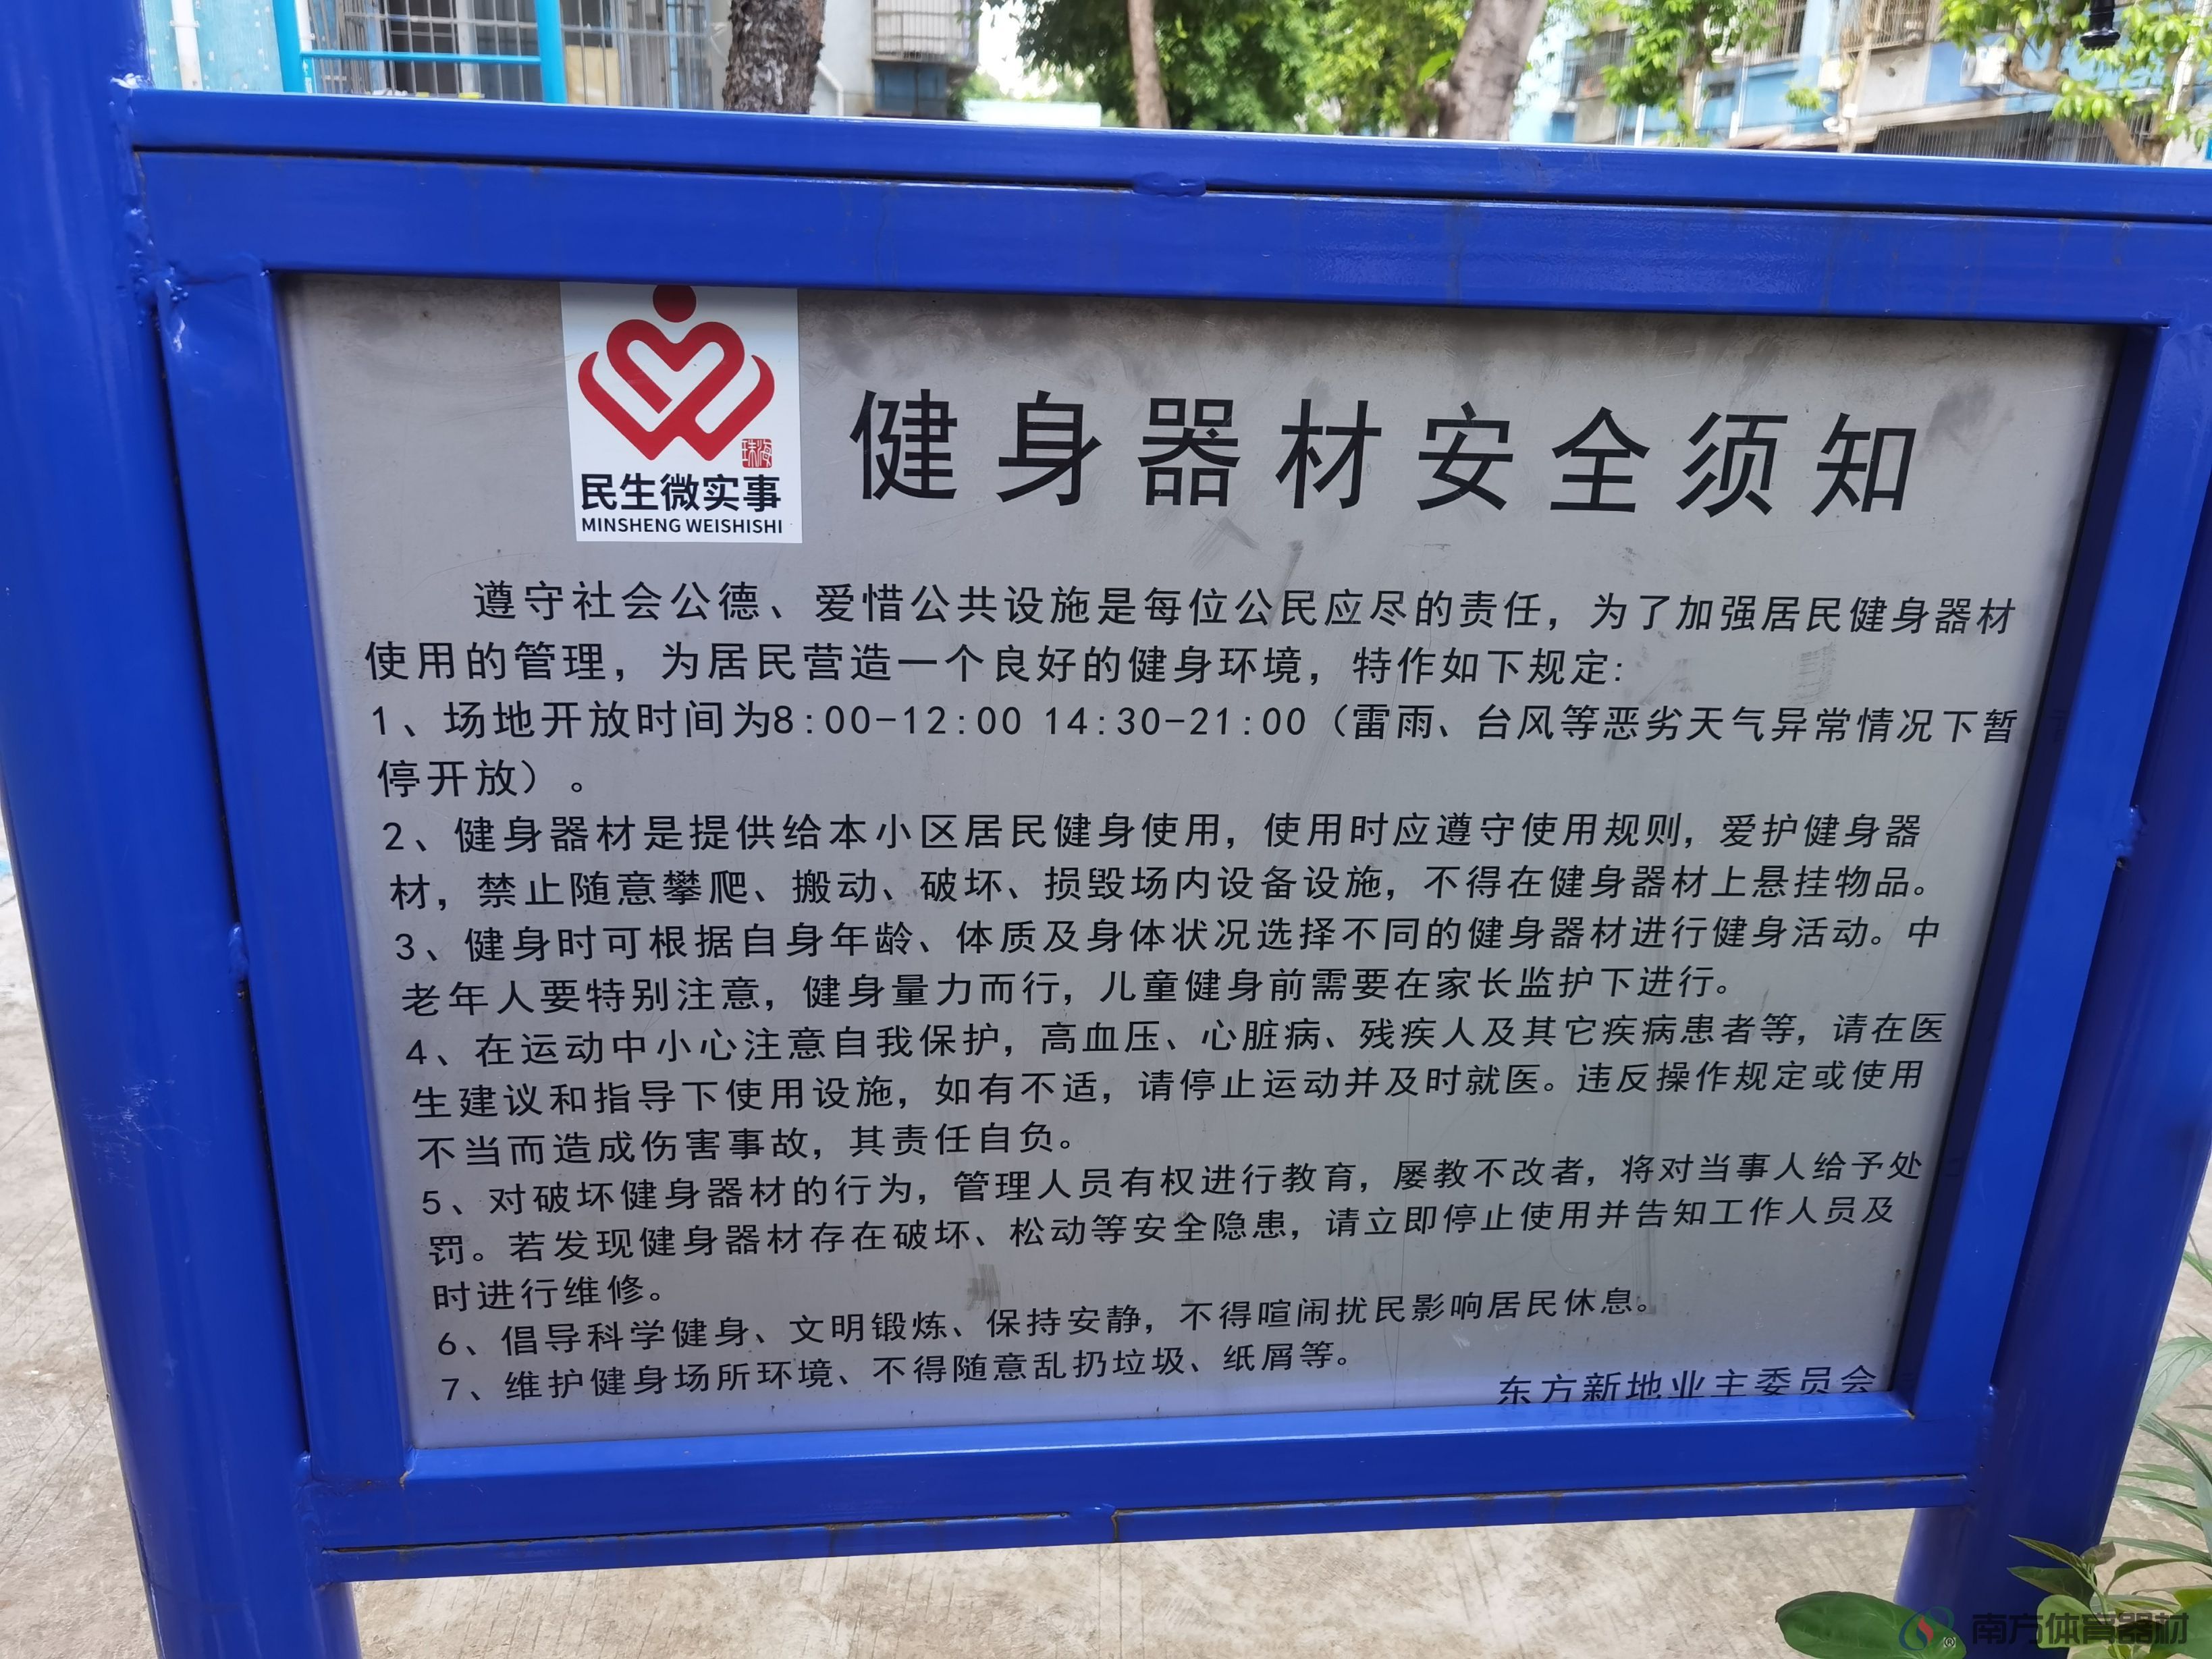 珠海
民生微实事
MINSHENG WEISHISHI
健身器材安全须知
遵守社会公德、爱惜公共设施是每位公民应尽的责任，为了加强居民健身器材
使用的管理，为居民营造一个良好的健身环境，特作如下规定：
1、场地开放时间为8:00-12:00 14:30-21:00（雷雨、台风等恶劣天气异常情况下暂
停开放）。
2、健身器材是提供给本小区居民健身使用，使用时应遵守使用规则，爱护健身器
材，禁止随意攀爬、搬动、破坏、损毁场内设备设施，不得在健身器材上悬挂物品。
3、健身时可根据自身年龄、体质及身体状况选择不同的健身器材进行健身活动。中
老年人要特别注意，健身量力而行，儿童健身前需要在家长监护下进行。
4、在运动中小心注意自我保护，高血压、心脏病、残疾人及其它疾病患者等，请在医
生建议和指导下使用设施，如有不适，请停止运动并及时就医。违反操作规定或使用
不当而造成伤害事故，其责任自负。
5、对破坏健身器材的行为，管理人员有权进行教育，屡教不改者，将对当事人给予处
罚。若发现健身器材存在破坏、松动等安全隐患，请立即停止使用并告知工作人员及
时进行维修。
6、倡导科学健身、文明锻炼、保持安静，不得喧闹扰民影响居民休息。
7、维护健身场所环境、不得随意乱扔垃圾、纸屑等。
东方新地业主委员会
南方体育器材